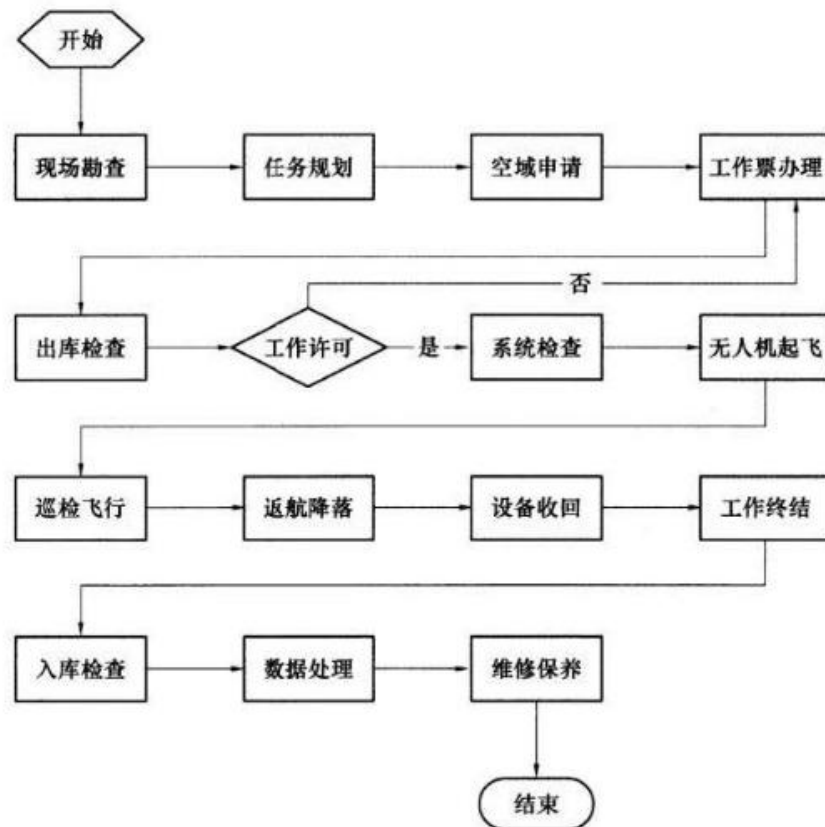 开始
现场勘查
任务规划
空域申请
工作票办理
否
出库检查
工作许可
是
系统检查
无人机起飞
巡检飞行
返航降落
设备收回
工作终结
入库检查
数据处理
维修保养
结束